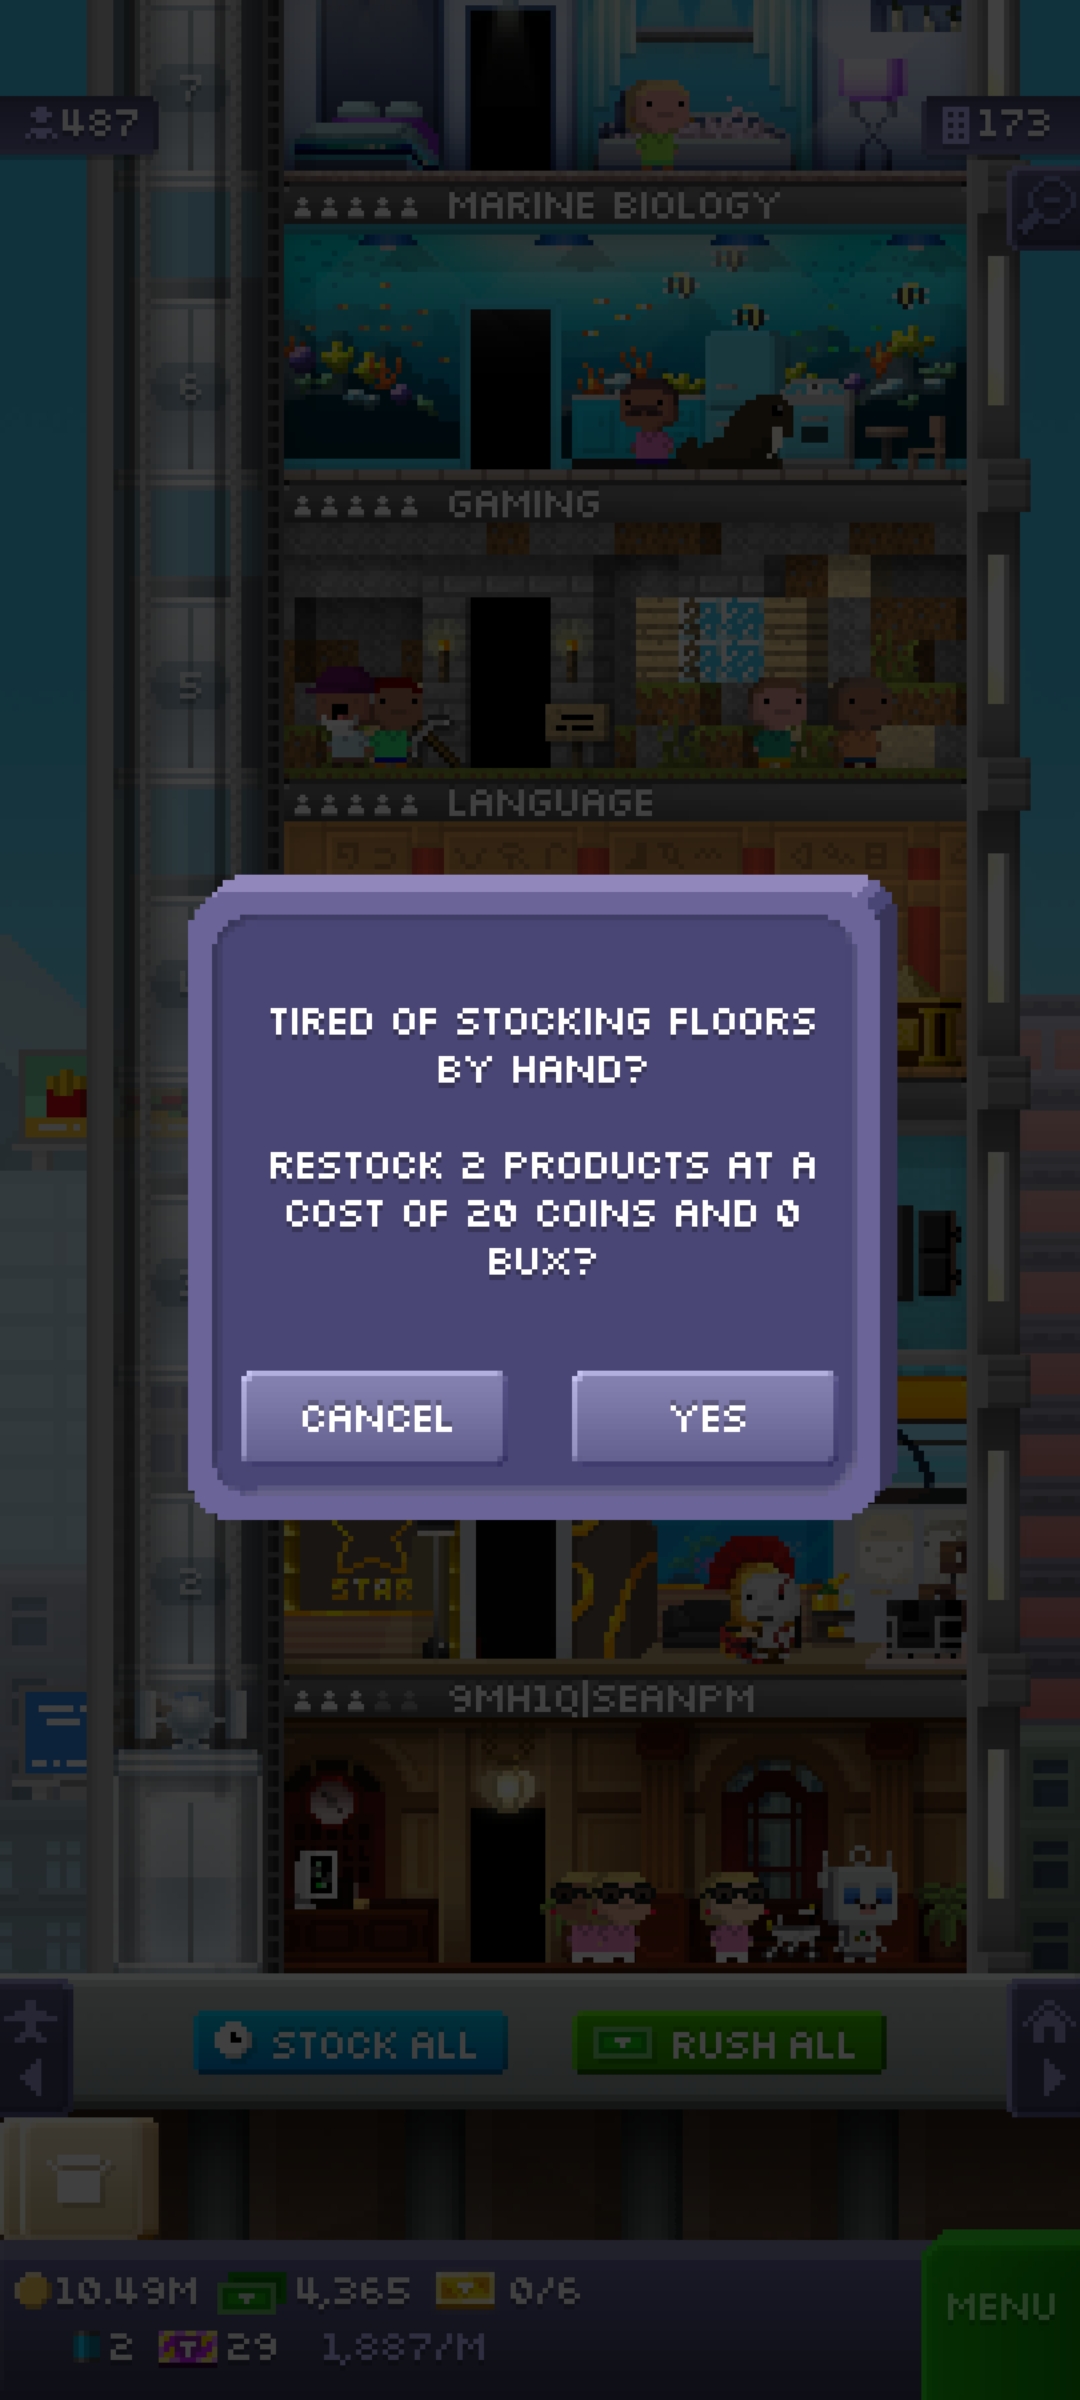 7
487
173
MARINE BIOLOGY
6
GAMING
5
LANGUAGE
TIRED OF STOCKING FLOORS
BY HAND?
RESTOCK 2 PRODUCTS AT A
COST OF 20 COINS AND 0
BUX?
CANCEL
YES
2
STAR
9MH1Q|SEANPM
STOCK ALL
RUSH ALL
10.49M
4,365
0/6
MENU
2
29
1,887/M